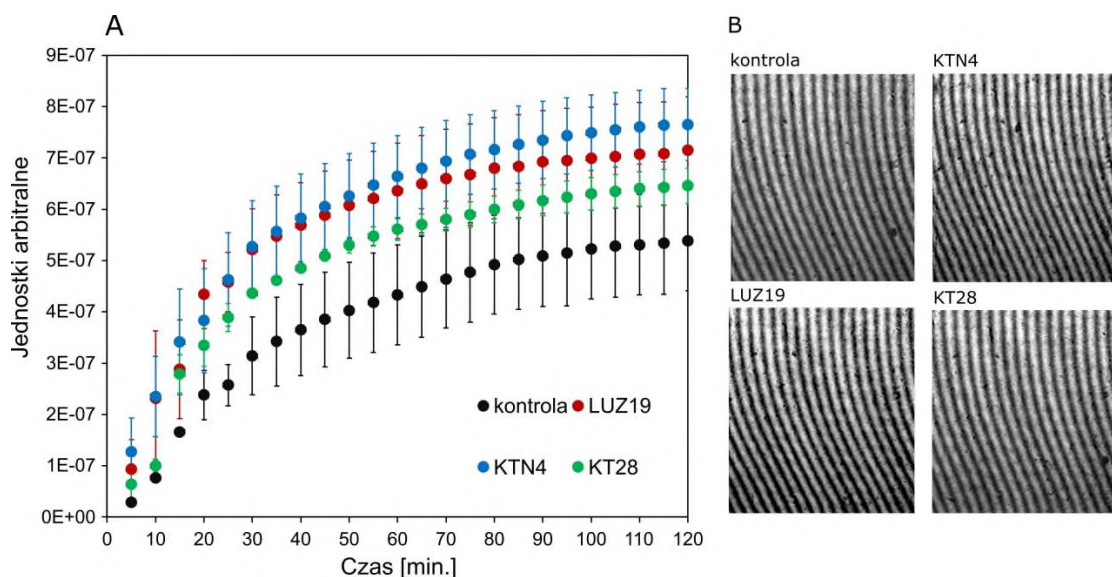 A
9E-07
8E-07
7E-07
6E-07
5E-07
4E-07
3E-07
2E-07
1E-07
0E+00
Jednostki arbitralne
kontrola LUZ19
KTN4 KT28
0 10 20 30 40 50 60 70 80 90 100 110 120
Czas [min.]
B
kontrola KTN4
LUZ19 KT28